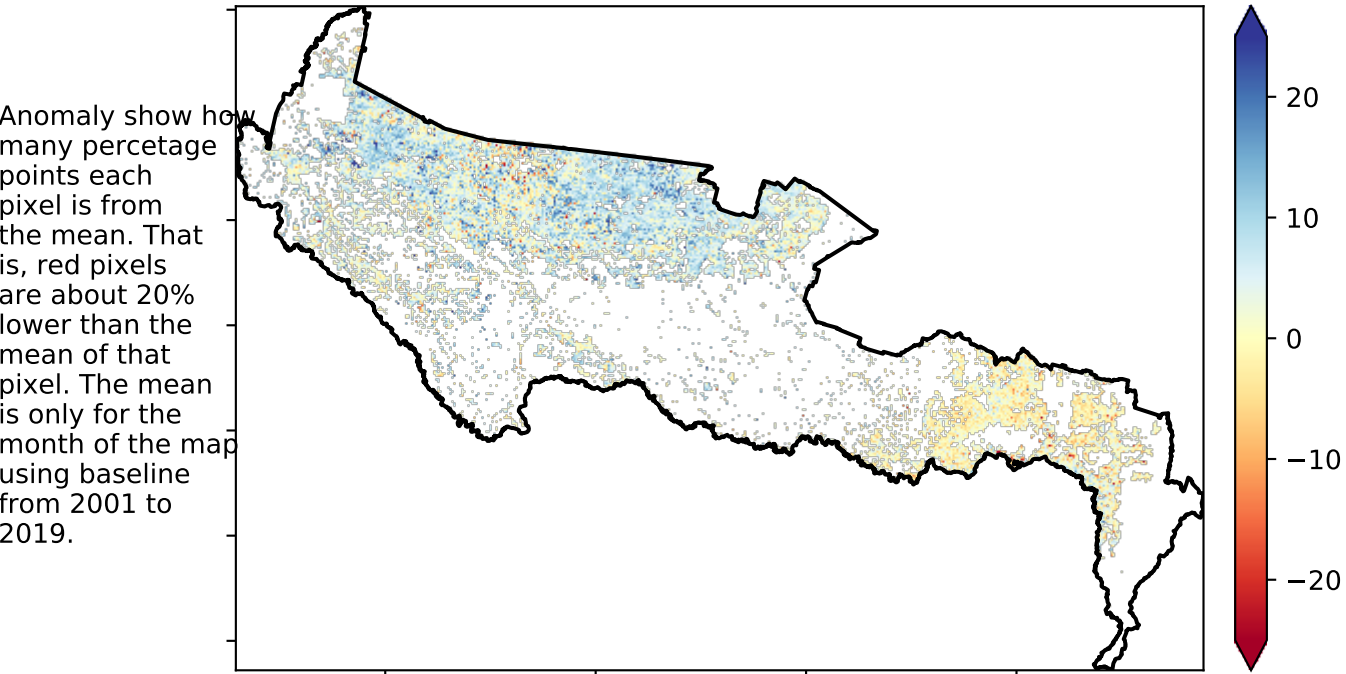 Anomaly show how
many percetage
points each
pixel is from
the mean. That
is, red pixels
are about 20%
lower than the
mean of that
pixel. The mean
is only for the
month of the map
using baseline
from 2001 to
2019.
20
10
0
−10
−20